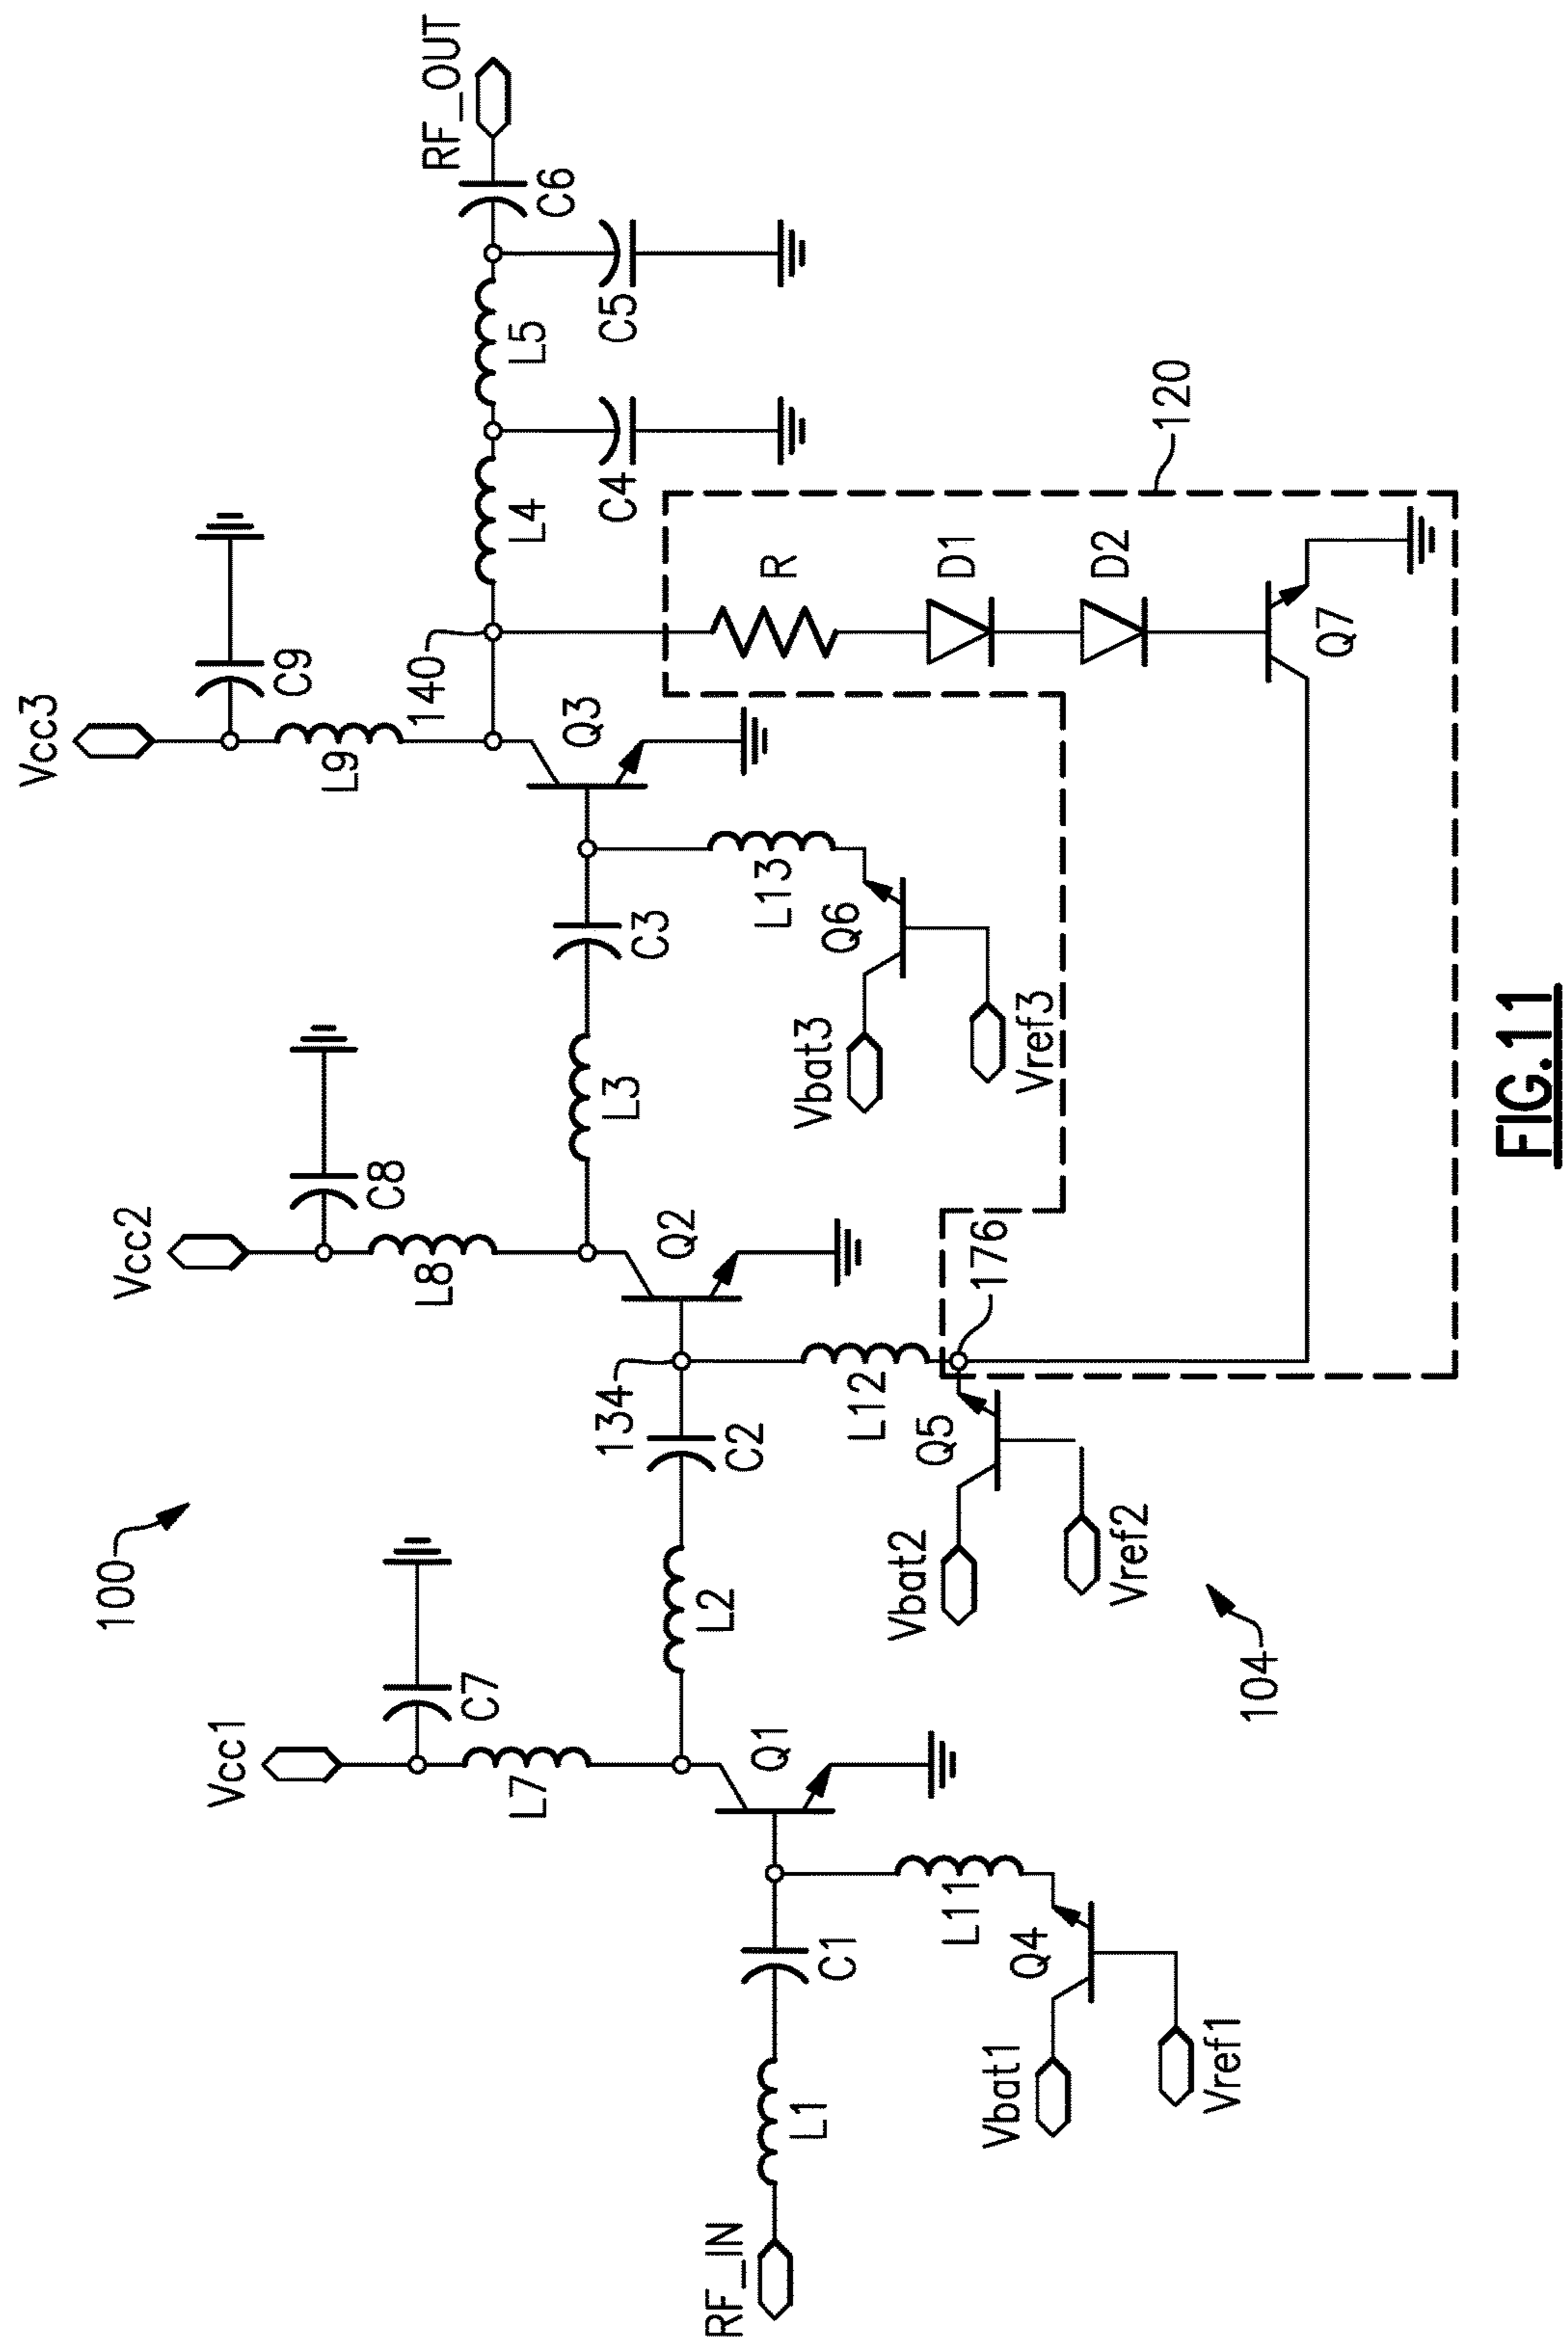 100
Vcc1
C7
L7
Vcc2
C8
L8
Vcc3
C9
L9
RF_IN
L1
C1
Q1
L2
C2
134
Q2
L3
C3
Q3
140
L4
L5
C4
C5
C6
RF_OUT
L11
Q4
Vbat1
Vref1
L12
Q5
Vbat2
Vref2
176
L13
Q6
Vbat3
Vref3
R
D1
D2
Q7
120
104
FIG.11